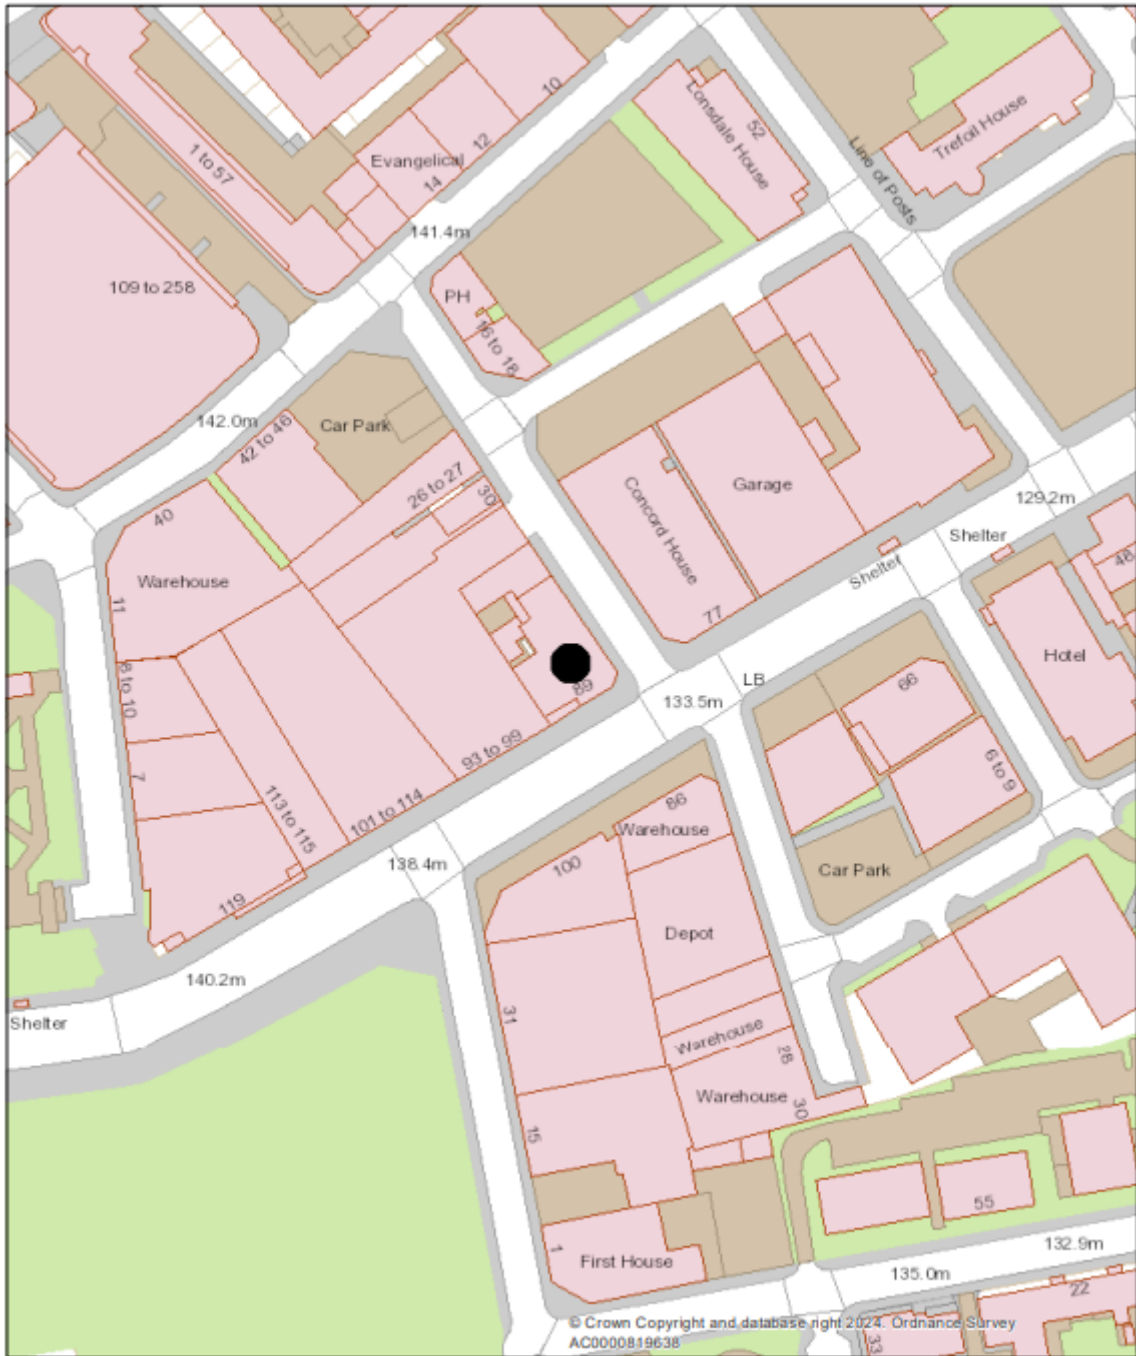 10
Lonsdale House
52
Trefoil House
12
Evangelical
14
1 to 57
Line of Posts
141.4m
109 to 258
PH
16 to 18
142.0m
42 to 46
Car Park
26 to 27
30
Concord House
Garage
129.2m
40
Shelter
Shelter
48
Warehouse
11
77
Hotel
8 to 10
89
LB
66
133.5m
93 to 99
7
6 to 9
113 to 115
101 to 114
86
Warehouse
138.4m
100
Car Park
119
Depot
140.2m
31
Shelter
Warehouse
28
Warehouse
30
15
55
132.9m
1
First House
135.0m
22
© Crown Copyright and database right 2024. Ordnance Survey
AC0000819638
33